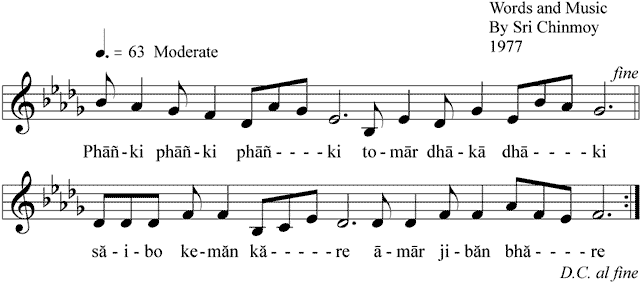 Words and Music
By Sri Chinmoy
1977
♩. = 63 Moderate
fine
Phāñ-ki phāñ-ki phāñ - - - - ki to-mār dhā-kā dhā- - - - - ki
să - i - bo ke-măn kă- - - - - - re ā-mār ji-băn bhă- - - - - re
D.C. al fine